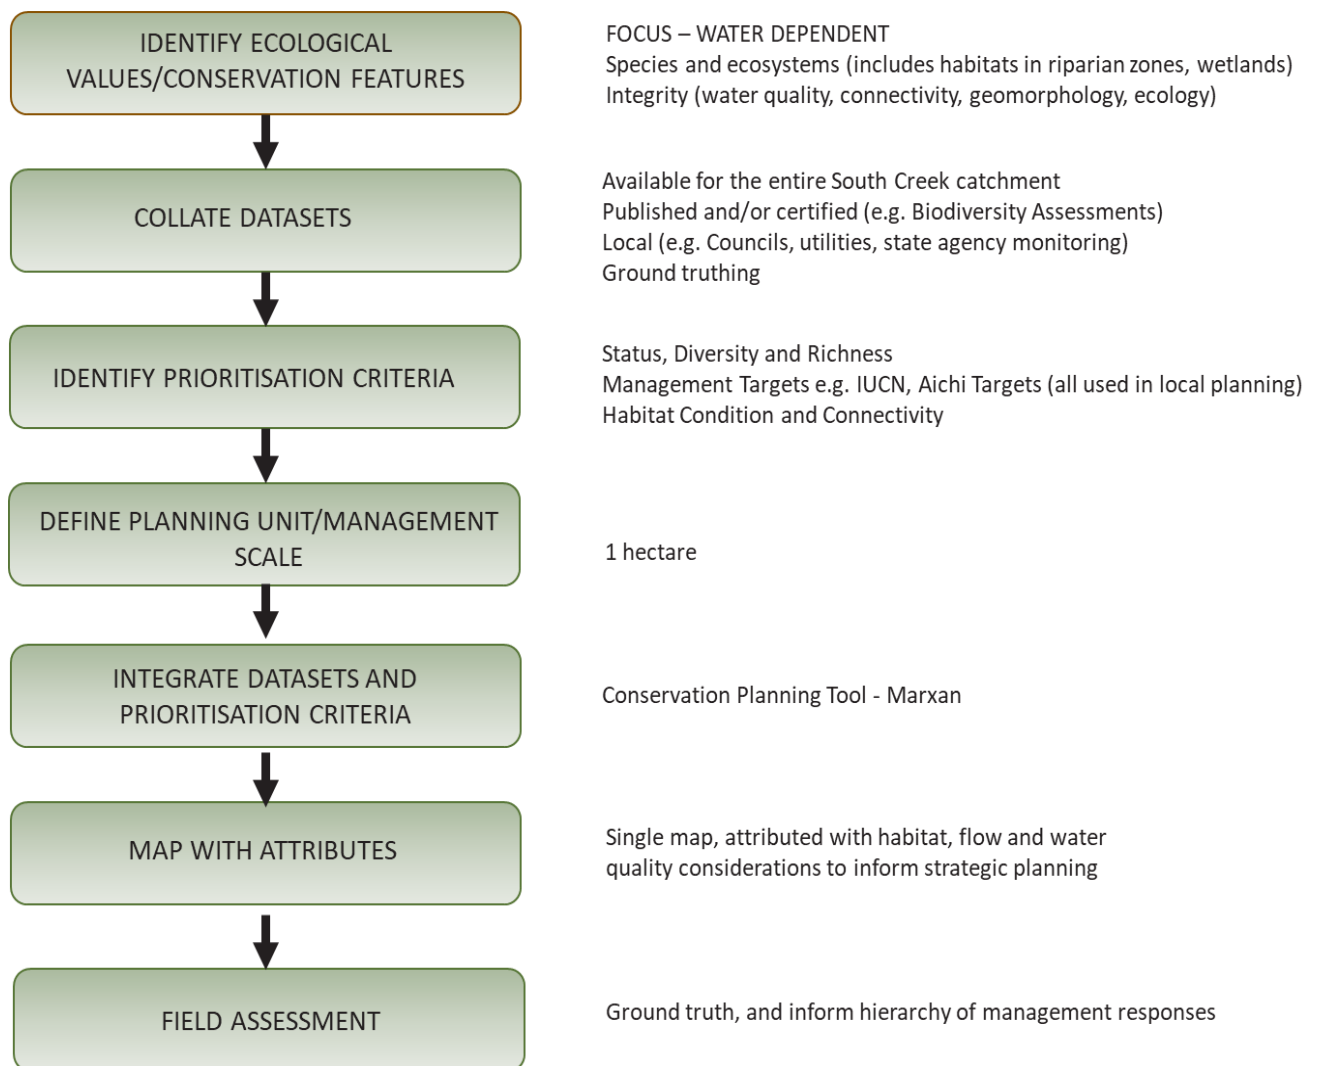 IDENTIFY ECOLOGICAL
VALUES/CONSERVATION FEATURES
FOCUS – WATER DEPENDENT
Species and ecosystems (includes habitats in riparian zones, wetlands)
Integrity (water quality, connectivity, geomorphology, ecology)
COLLATE DATASETS
Available for the entire South Creek catchment
Published and/or certified (e.g. Biodiversity Assessments)
Local (e.g. Councils, utilities, state agency monitoring)
Ground truthing
IDENTIFY PRIORITISATION CRITERIA
Status, Diversity and Richness
Management Targets e.g. IUCN, Aichi Targets (all used in local planning)
Habitat Condition and Connectivity
DEFINE PLANNING UNIT/MANAGEMENT
SCALE
1 hectare
INTEGRATE DATASETS AND
PRIORITISATION CRITERIA
Conservation Planning Tool - Marxan
MAP WITH ATTRIBUTES
Single map, attributed with habitat, flow and water
quality considerations to inform strategic planning
FIELD ASSESSMENT
Ground truth, and inform hierarchy of management responses